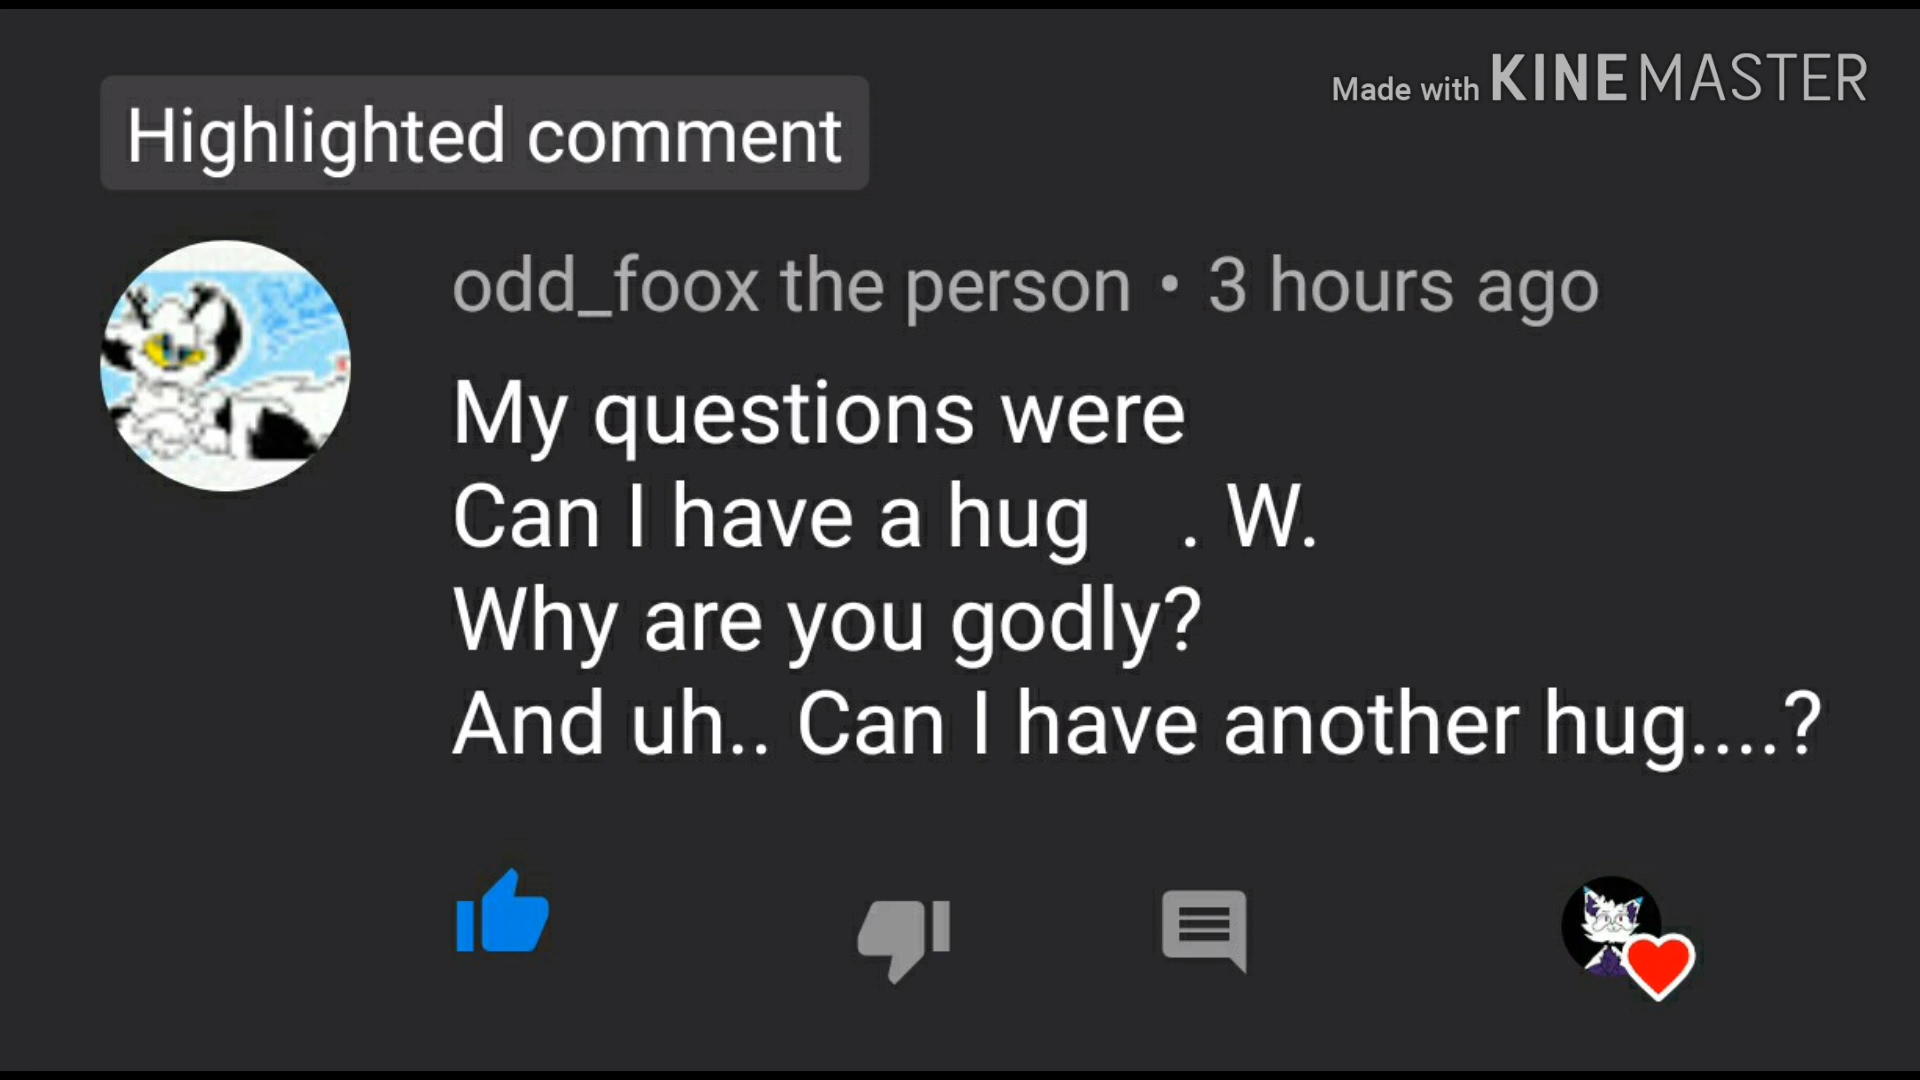 Made with KINEMASTER
Highlighted comment
odd_foox the person • 3 hours ago
My questions were
Can I have a hug . W.
Why are you godly?
And uh.. Can I have another hug....?